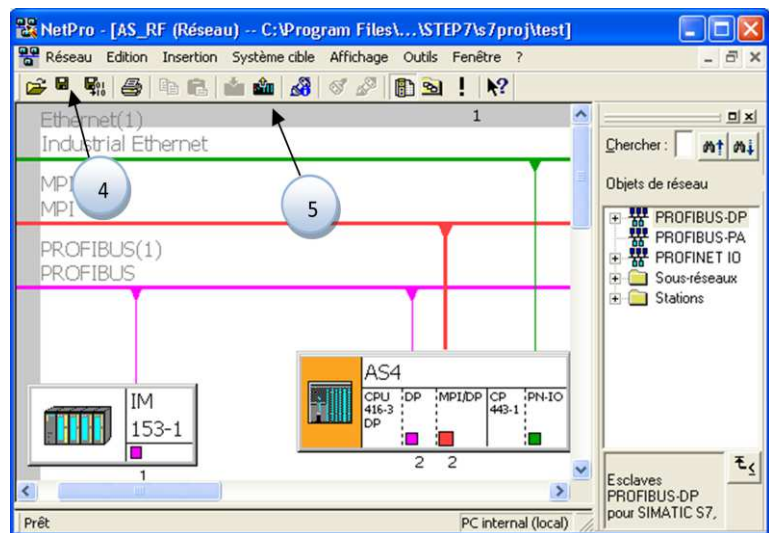 NetPro - [AS_RF (Réseau) -- C:\Program Files\...\STEP7\s7proj\test]
Réseau Edition Insertion Système cible Affichage Outils Fenêtre ?
Ethernet(1)
Industrial Ethernet
1
4
5
MPI
MPI
PROFIBUS(1)
PROFIBUS
IM
153-1
1
AS4
CPU
416-3
DP
DP
MPI/DP
CP
443-1
PN-IO
2 2
Chercher :
Objets de réseau
PROFIBUS-DP
PROFIBUS-PA
PROFINET IO
Sous-réseaux
Stations
Esclaves
PROFIBUS-DP
pour SIMATIC S7,
Prêt
PC internal (local)